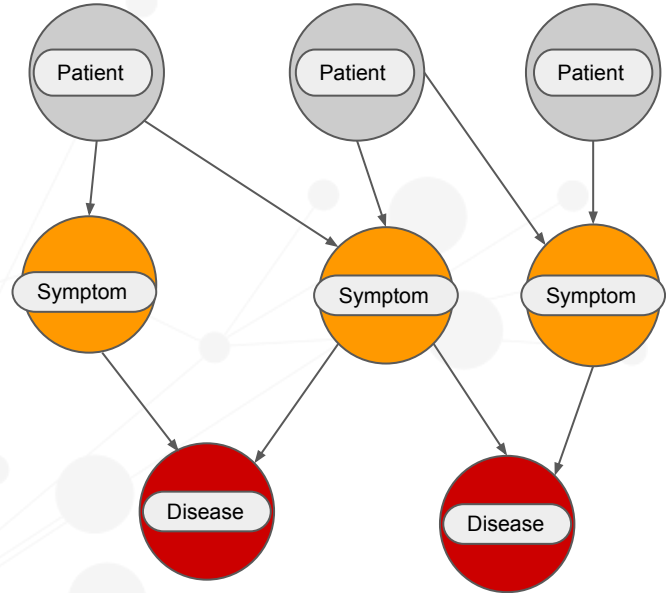 Patient
Patient
Patient
Symptom
Symptom
Symptom
Disease
Disease